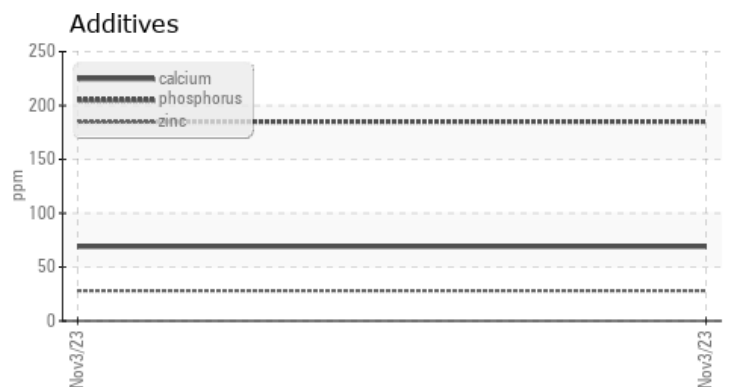 Additives
250
200
150
100
50
0
ppm
calcium
phosphorus
zinc
Nov3/23
Nov3/23